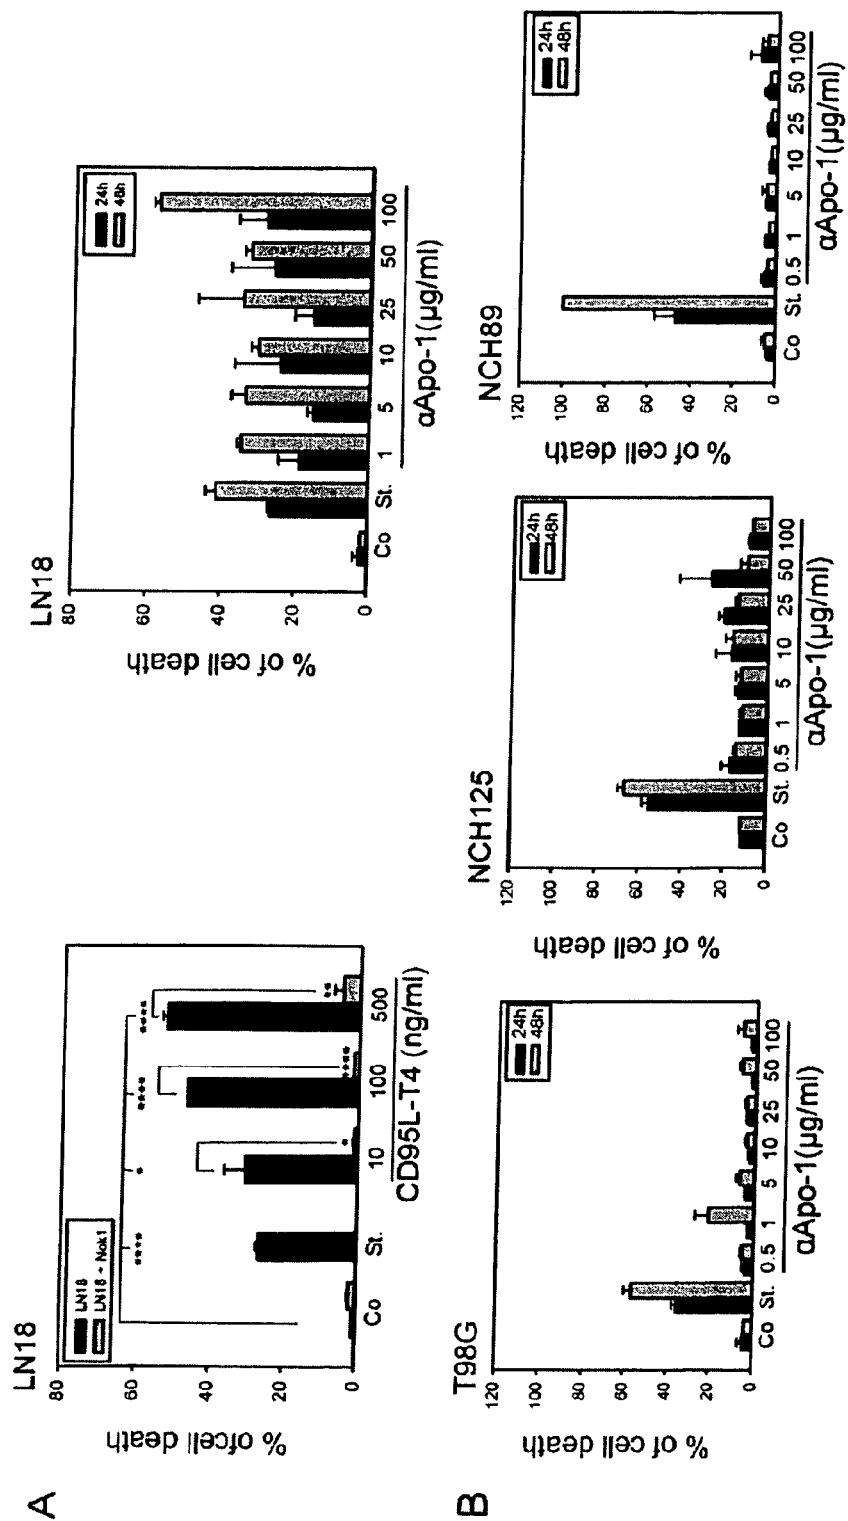 A
LN18
% ofcell death
80
60
40
20
0
LN18
LN18 + Nok1
****
*
****
****
*
****
**
Co
St.
10
100
500
CD95L-T4 (ng/ml)
LN18
% of cell death
80
60
40
20
0
24h
48h
Co
St.
1
5
10
25
50
100
αApo-1(µg/ml)
B
T98G
% of cell death
120
100
80
60
40
20
0
24h
48h
Co
St.
0.5
1
5
10
25
50
100
αApo-1(µg/ml)
NCH125
% of cell death
120
100
80
60
40
20
0
24h
48h
Co
St.
0.5
1
5
10
25
50
100
αApo-1(µg/ml)
NCH89
% of cell death
120
100
80
60
40
20
0
24h
48h
Co
St.
0.5
1
5
10
25
50
100
αApo-1(µg/ml)